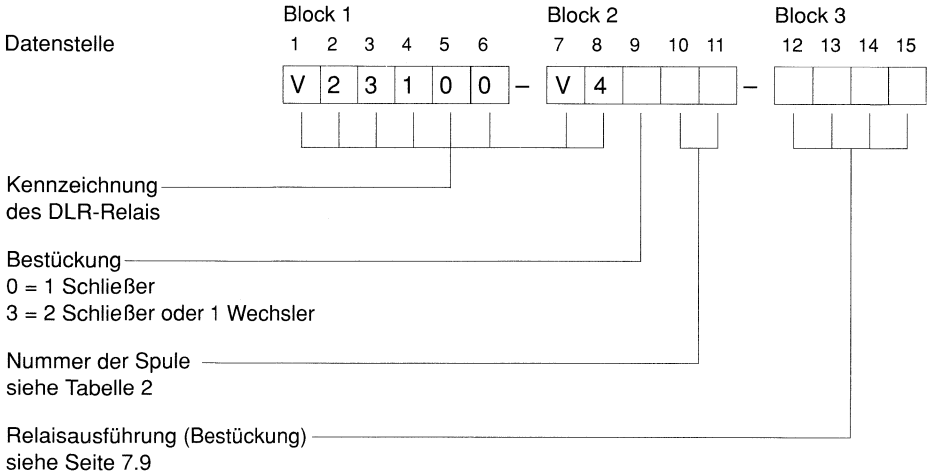 Block 1 Block 2 Block 3
Datenstelle 1 2 3 4 5 6 7 8 9 10 11 12 13 14 15
V 2 3 1 0 0 – V 4 –
Kennzeichnung
des DLR-Relais
Bestückung
0 = 1 Schließer
3 = 2 Schließer oder 1 Wechsler
Nummer der Spule
siehe Tabelle 2
Relaisausführung (Bestückung)
siehe Seite 7.9